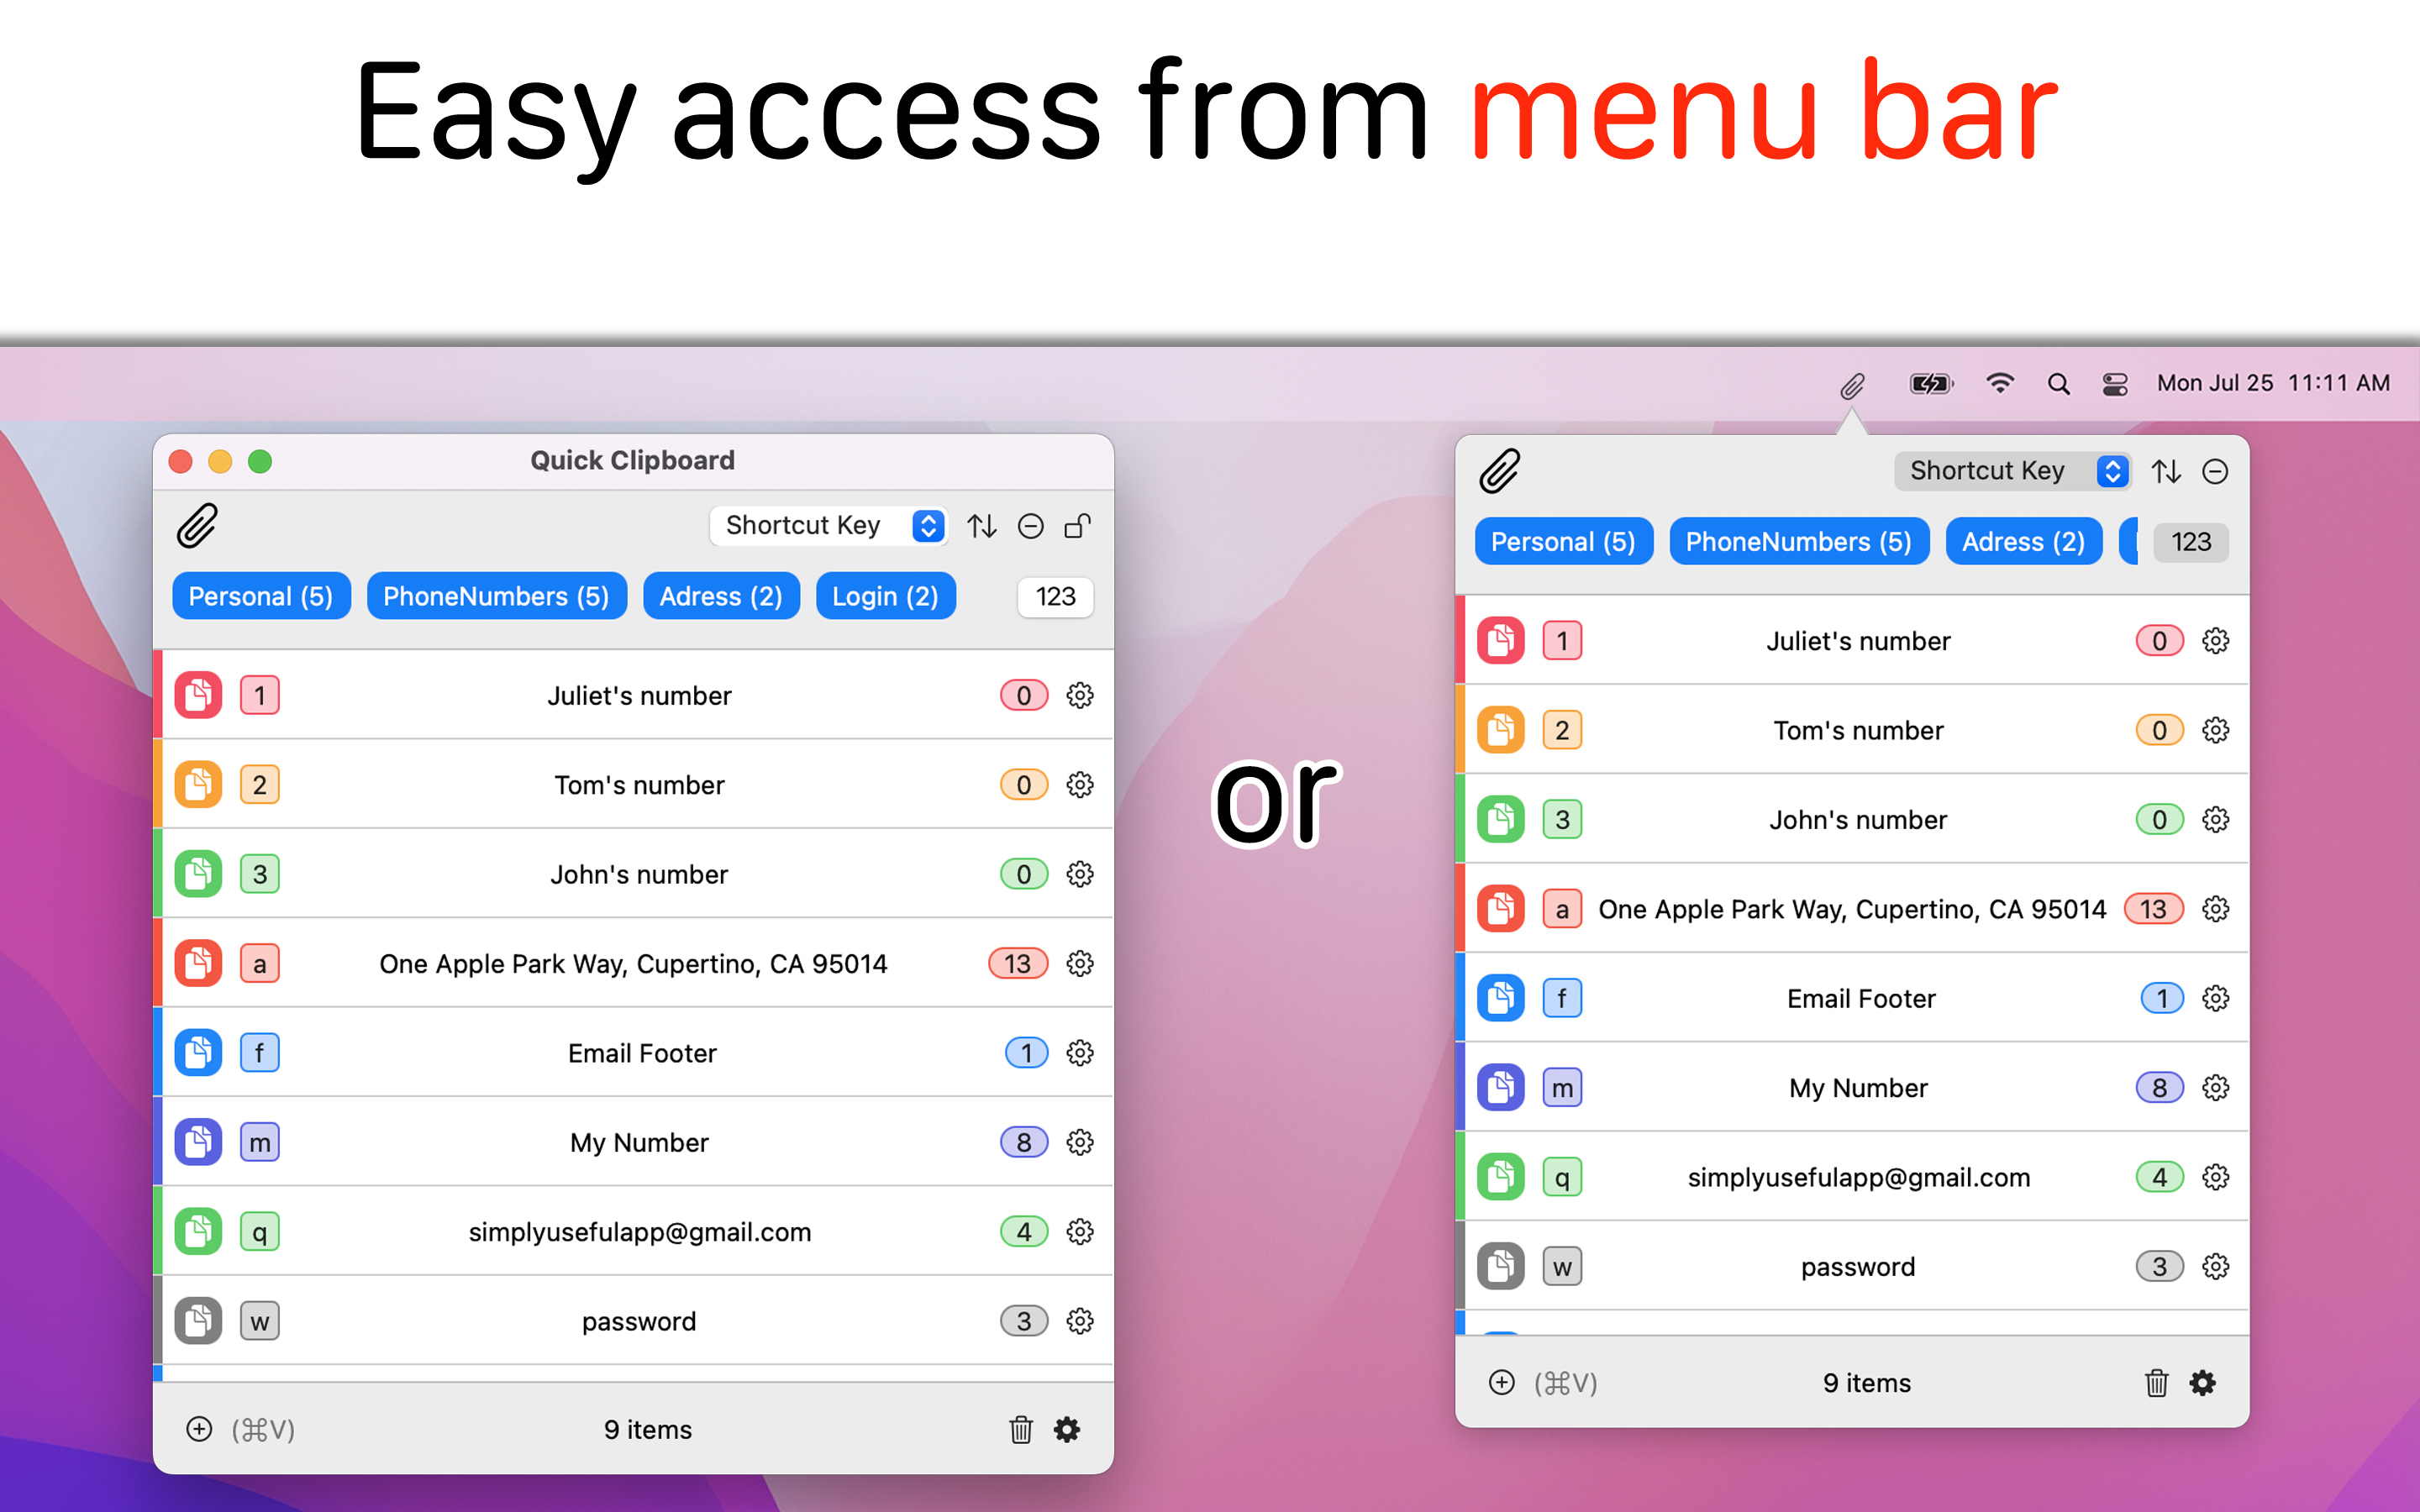 Easy access from menu bar
Mon Jul 25 11:11 AM
Quick Clipboard
Shortcut Key
Personal (5) PhoneNumbers (5) Adress (2) Login (2) 123
1 Juliet's number 0
2 Tom's number 0
3 John's number 0
a One Apple Park Way, Cupertino, CA 95014 13
f Email Footer 1
m My Number 8
q simplyusefulapp@gmail.com 4
w password 3
(⌘V) 9 items
or
Shortcut Key
Personal (5) PhoneNumbers (5) Adress (2) 123
1 Juliet's number 0
2 Tom's number 0
3 John's number 0
a One Apple Park Way, Cupertino, CA 95014 13
f Email Footer 1
m My Number 8
q simplyusefulapp@gmail.com 4
w password 3
(⌘V) 9 items